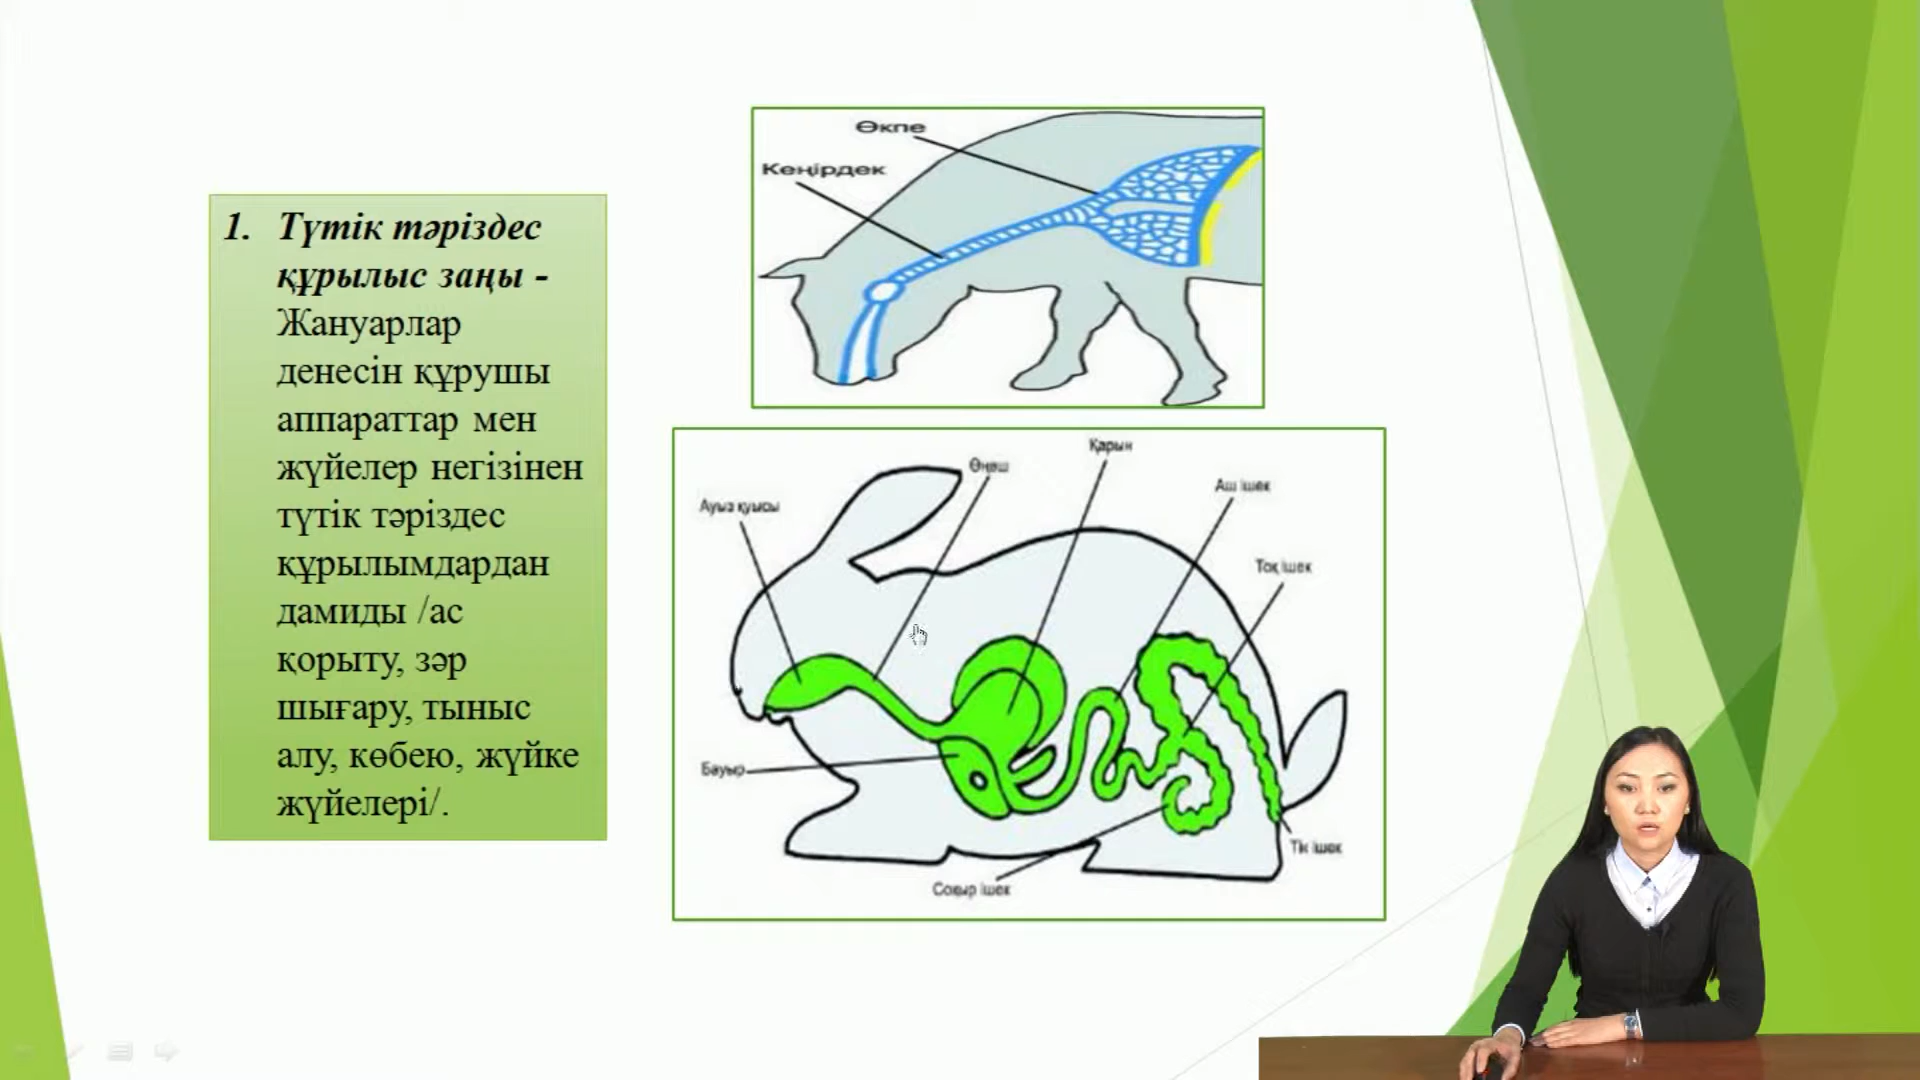 1. Түтік тәріздес
құрылыс заңы -
Жануарлар
денесін құрушы
аппараттар мен
жүйелер негізінен
түтік тәріздес
құрылымдардан
дамиды /ас
қорыту, зәр
шығару, тыныс
алу, көбею, жүйке
жүйелері/.
Өкпе
Кеңірдек
Қарын
Өңеш
Аш ішек
Ауыз қуысы
Тоқ ішек
Бауыр
Тік ішек
Соқыр ішек